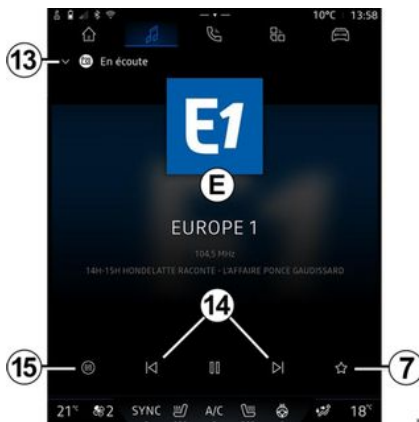 10°C 13:58
13
En écoute
E1
E
EUROPE 1
104,5 MHz
14H-15H HONDELATTE RACONTE - L'AFFAIRE PONCE GAUDISSARD
14
15
7
21°C 2 SYNC A/C 18°C